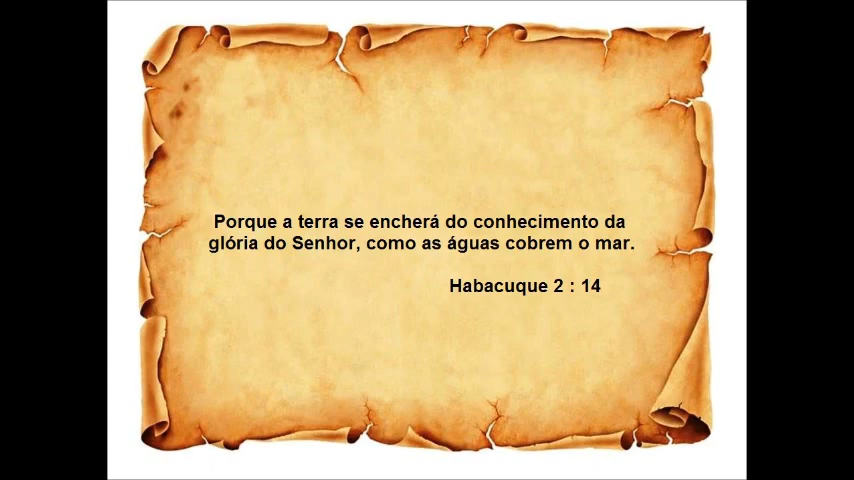 Porque a terra se encherá do conhecimento da
glória do Senhor, como as águas cobrem o mar.
Habacuque 2 : 14